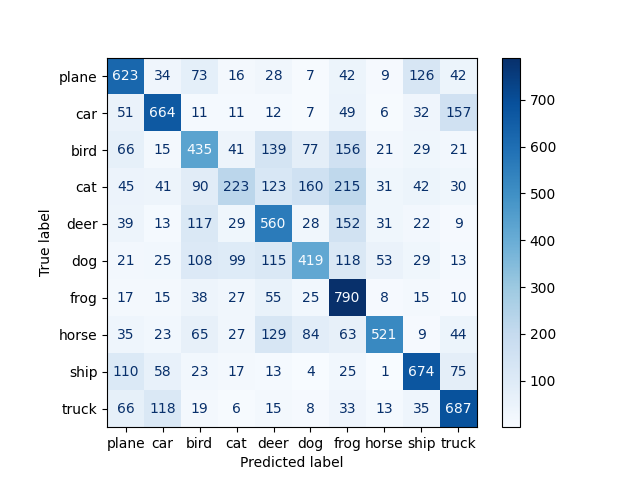 plane 623 34 73 16 28 7 42 9 126 42
car 51 664 11 11 12 7 49 6 32 157
bird 66 15 435 41 139 77 156 21 29 21
cat 45 41 90 223 123 160 215 31 42 30
deer 39 13 117 29 560 28 152 31 22 9
dog 21 25 108 99 115 419 118 53 29 13
frog 17 15 38 27 55 25 790 8 15 10
horse 35 23 65 27 129 84 63 521 9 44
ship 110 58 23 17 13 4 25 1 674 75
truck 66 118 19 6 15 8 33 13 35 687
plane car bird cat deer dog frog horse ship truck
Predicted label
True label
700
600
500
400
300
200
100